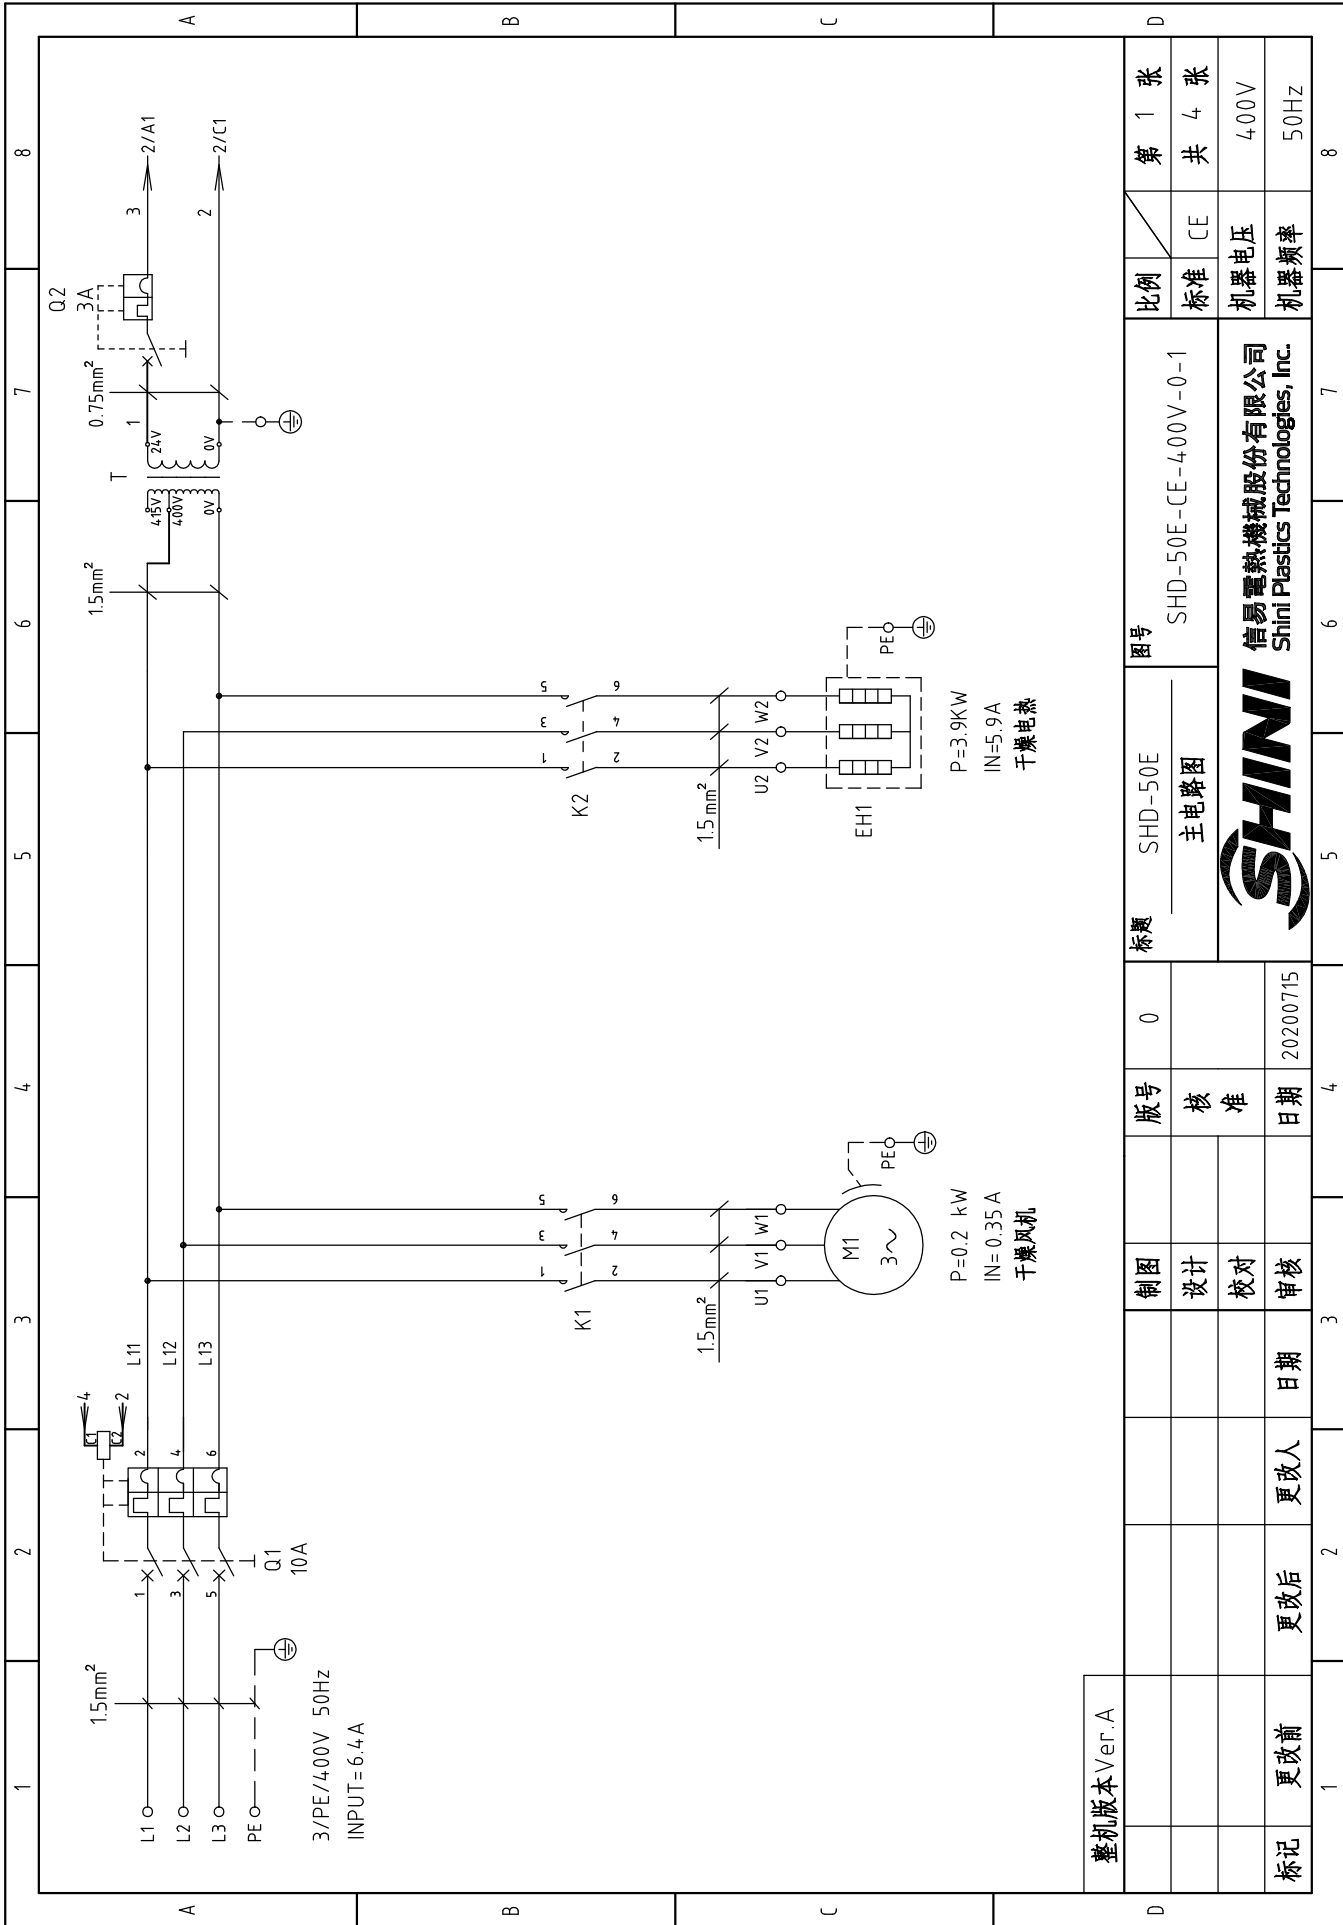 1 2 3 4 5 6 7 8
A
B
C
D
A
B
C
D
L1
L2
L3
PE
1.5mm²
3/PE/400V 50Hz
INPUT=6.4A
1
3
5
Q1
10A
2
4
6
C1
C2
4
2
L11
L12
L13
1.5mm²
T
415V
400V
0V
24V
0V
1
0.75mm²
Q2
3A
3
2/A1
2
2/C1
K1
1 3 5
2 4 6
1.5mm²
U1 V1 W1
M1
3~
PE
P=0.2 kW
IN=0.35A
干燥风机
K2
1 3 5
2 4 6
1.5mm²
U2 V2 W2
EH1
PE
P=3.9KW
IN=5.9A
干燥电热
整机版本Ver.A
标记 更改前 更改后 更改人 日期
制图
设计
校对
审核
版号 0
核
准
日期 20200715
标题
SHD-50E
主电路图
图号
SHD-50E-CE-400V-0-1
SHINI
信易電熱機械股份有限公司
Shini Plastics Technologies, Inc.
比例 第 1 张
标准 CE 共 4 张
机器电压 400V
机器频率 50Hz
1 2 3 4 5 6 7 8